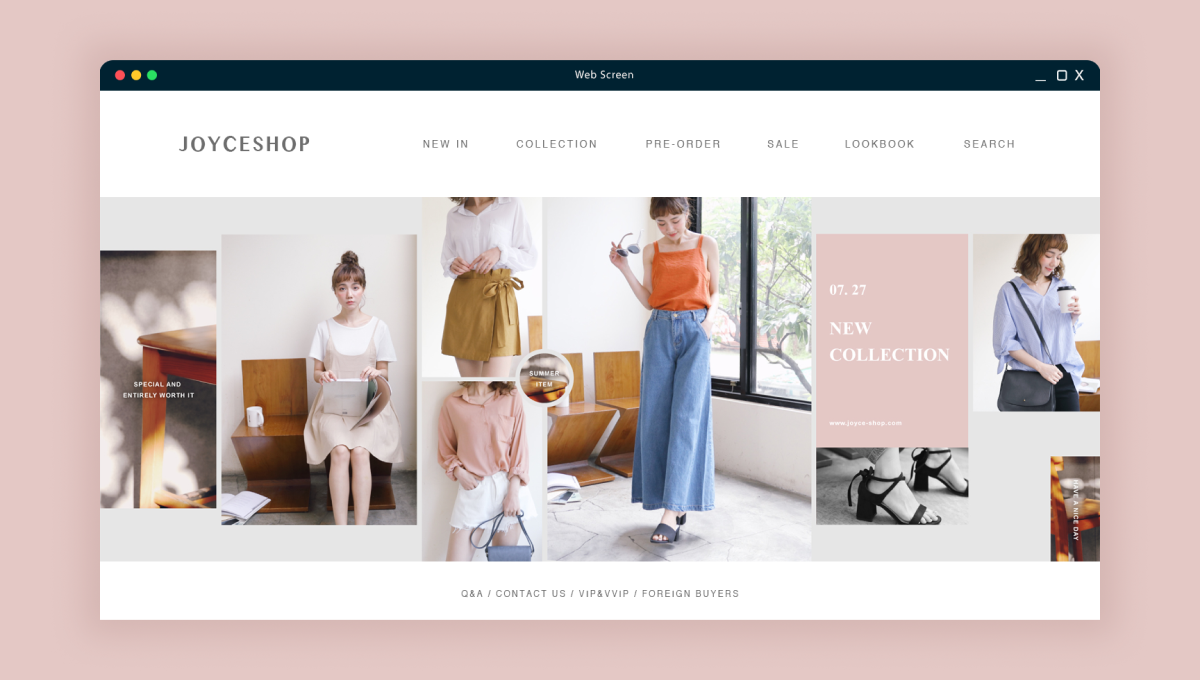 Web Screen
JOYCESHOP
NEW IN
COLLECTION
PRE-ORDER
SALE
LOOKBOOK
SEARCH
SPECIAL AND
ENTIRELY WORTH IT
SUMMER
ITEM
07. 27
NEW
COLLECTION
www.joyce-shop.com
HAVE A NICE DAY
Q&A / CONTACT US / VIP&VVIP / FOREIGN BUYERS